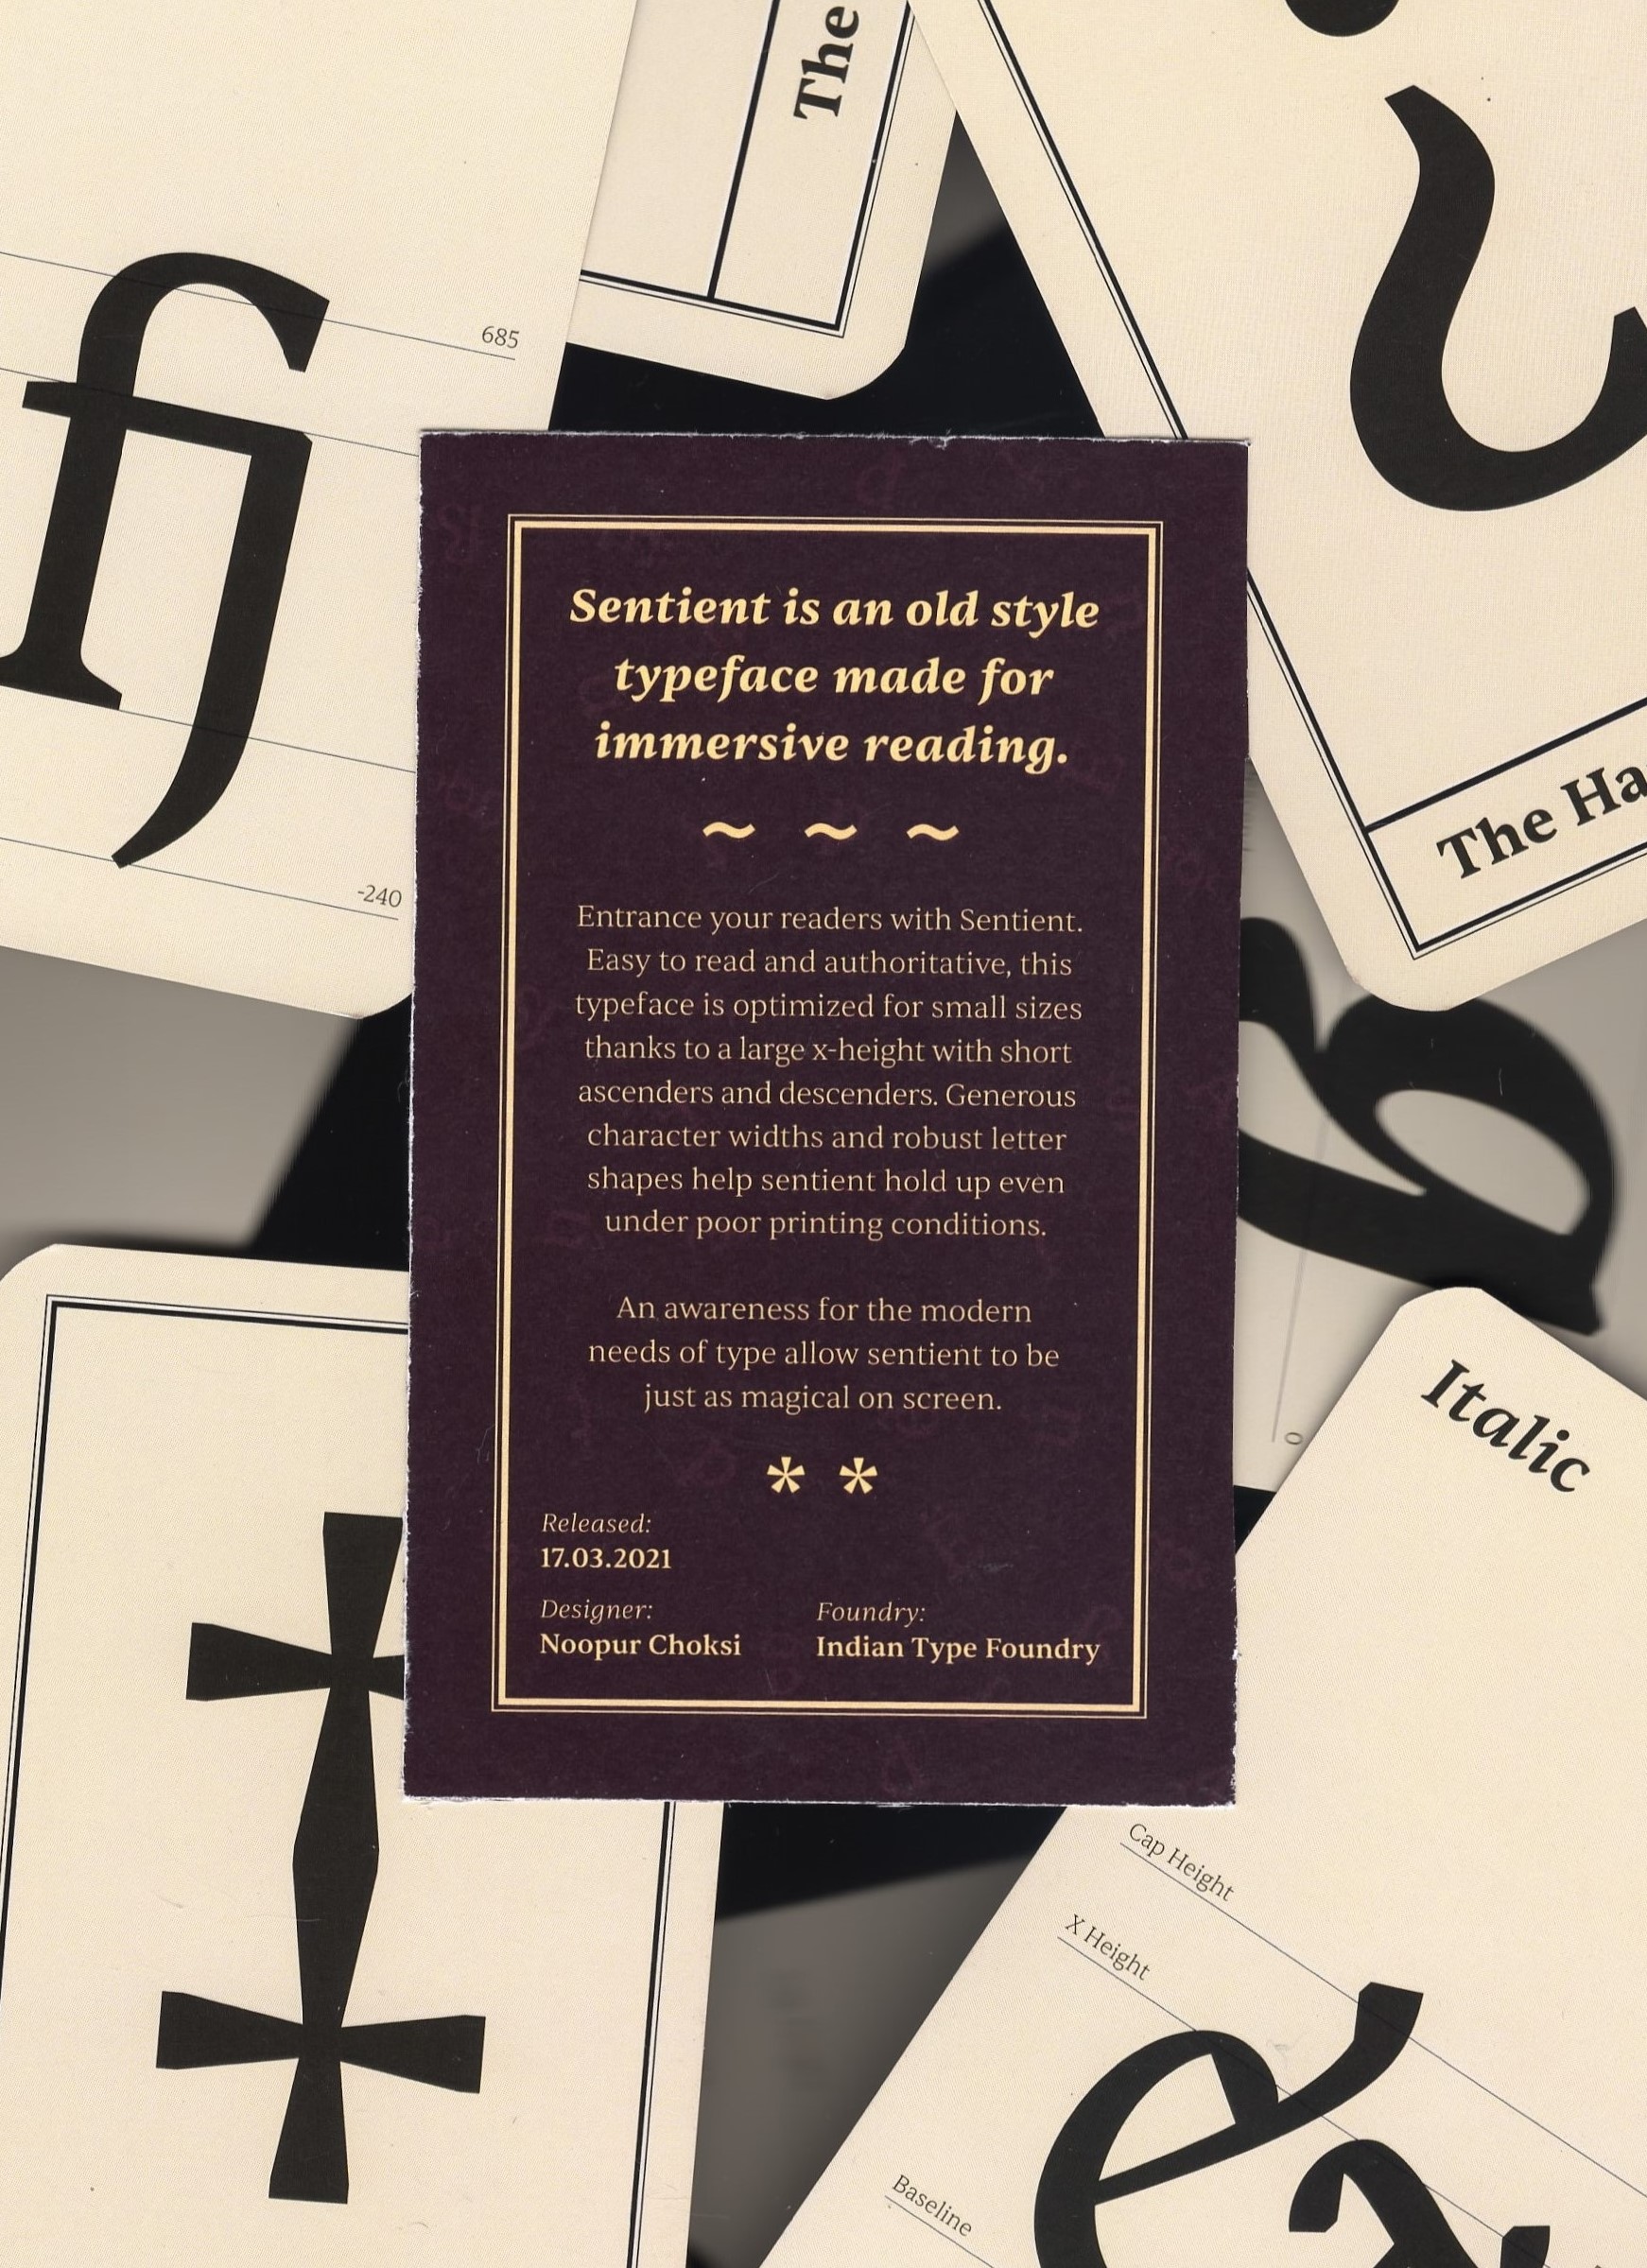 The
fj
685
-240
The Ha
Sentient is an old style
typeface made for
immersive reading.
~ ~ ~
Entrance your readers with Sentient.
Easy to read and authoritative, this
typeface is optimized for small sizes
thanks to a large x-height with short
ascenders and descenders. Generous
character widths and robust letter
shapes help sentient hold up even
under poor printing conditions.
An awareness for the modern
needs of type allow sentient to be
just as magical on screen.
* *
Released:
17.03.2021
Designer:
Noopur Choksi
Foundry:
Indian Type Foundry
0
Italic
‡
Cap Height
X Height
Baseline